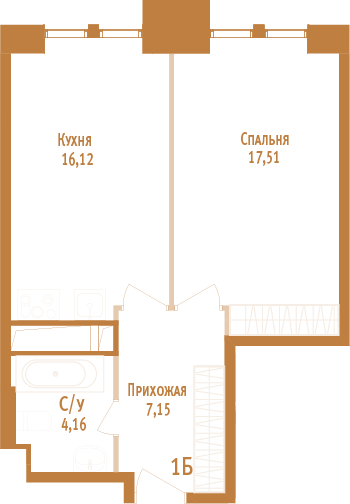 Кухня
16,12
Спальня
17,51
С/у
4,16
Прихожая
7,15
1Б